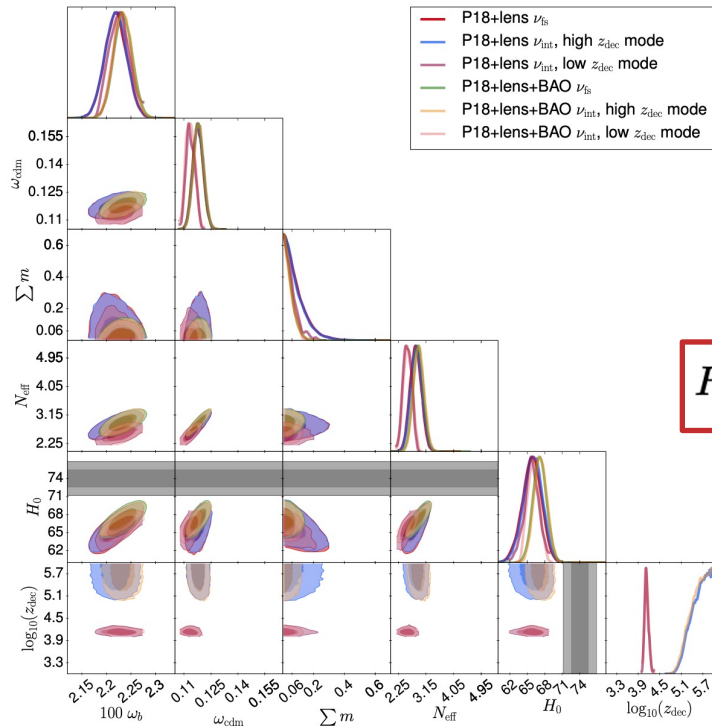 P18+lens ν_fs
P18+lens ν_int, high z_dec mode
P18+lens ν_int, low z_dec mode
P18+lens+BAO ν_fs
P18+lens+BAO ν_int, high z_dec mode
P18+lens+BAO ν_int, low z_dec mode
ω_cdm
0.155
0.14
0.125
0.11
∑ m
0.6
0.4
0.2
0.06
N_eff
4.95
4.05
3.15
2.25
H_0
74
71
68
65
62
log_10(z_dec)
5.7
5.1
4.5
3.9
3.3
2.15 2.2 2.25 2.3
0.11 0.125 0.14 0.155
0.06 0.2 0.4 0.6
2.25 3.15 4.05 4.95
62 65 68 71 74
3.3 3.9 4.5 5.1 5.7
100 ω_b
ω_cdm
∑ m
N_eff
H_0
log_10(z_dec)